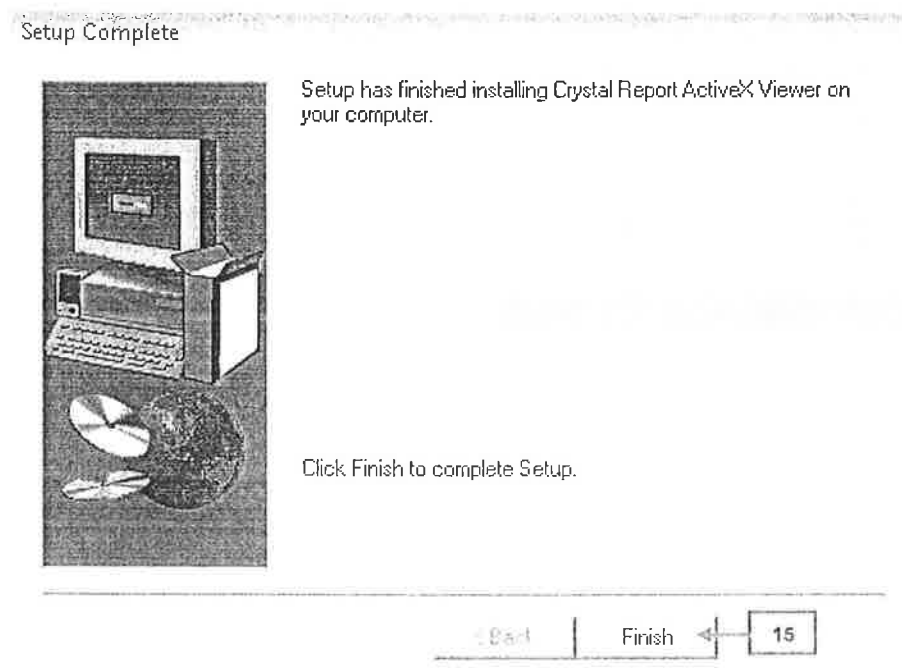 Setup Complete
Setup has finished installing Crystal Report ActiveX Viewer on
your computer.
Click Finish to complete Setup.
< Back
Finish
15